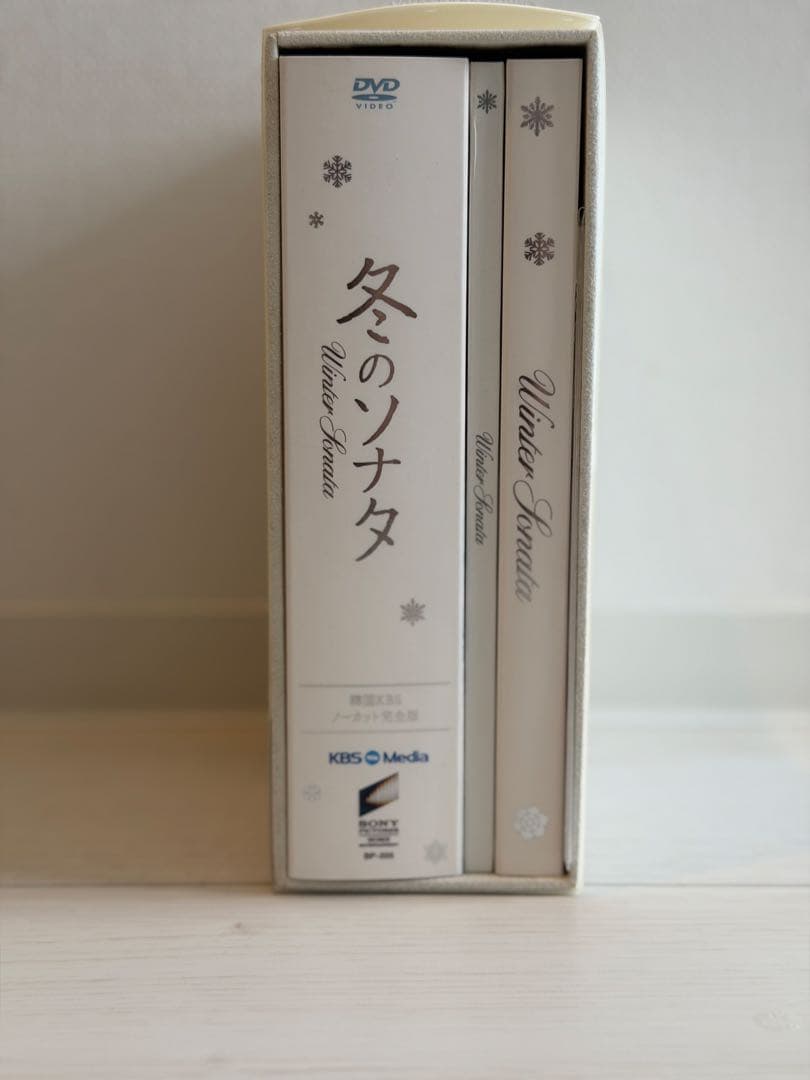 DVD
VIDEO
冬のソナタ
Winter Sonata
韓国KBS
ノーカット完全版
KBS Media
SONY
PICTURES
Winter Sonata
Winter Sonata